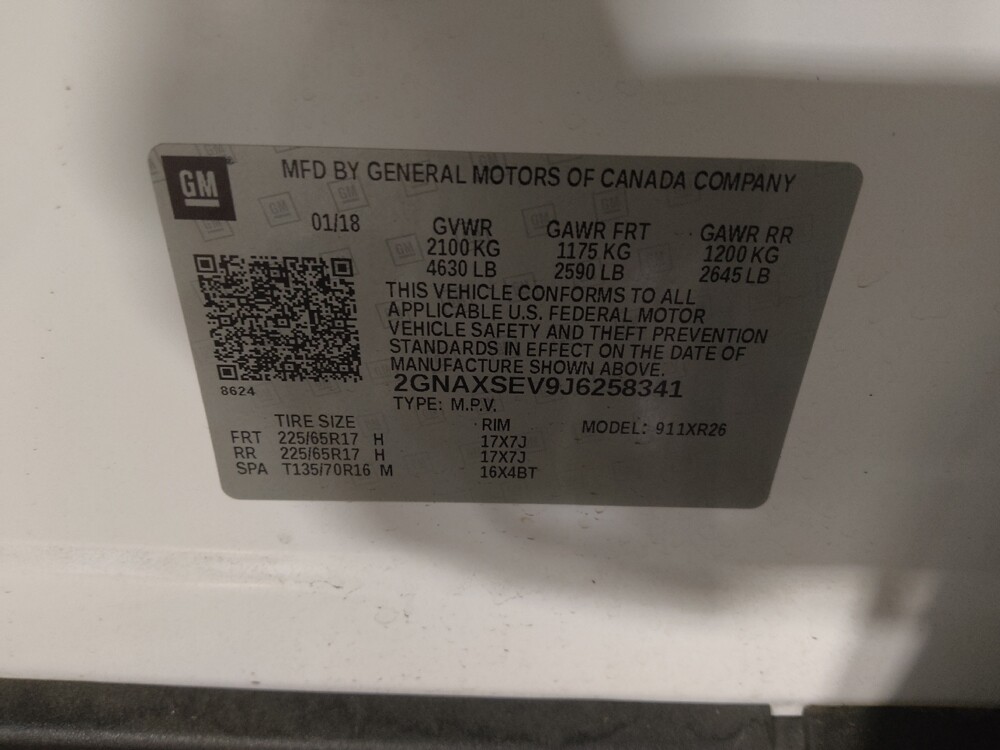 GM
MFD BY GENERAL MOTORS OF CANADA COMPANY
01/18 GVWR GAWR FRT GAWR RR
2100 KG 1175 KG 1200 KG
4630 LB 2590 LB 2645 LB
THIS VEHICLE CONFORMS TO ALL
APPLICABLE U.S. FEDERAL MOTOR
VEHICLE SAFETY AND THEFT PREVENTION
STANDARDS IN EFFECT ON THE DATE OF
MANUFACTURE SHOWN ABOVE.
8624
2GNAXSEV9J6258341
TYPE: M.P.V.
TIRE SIZE RIM MODEL: 911XR26
FRT 225/65R17 H 17X7J
RR 225/65R17 H 17X7J
SPA T135/70R16 M 16X4BT